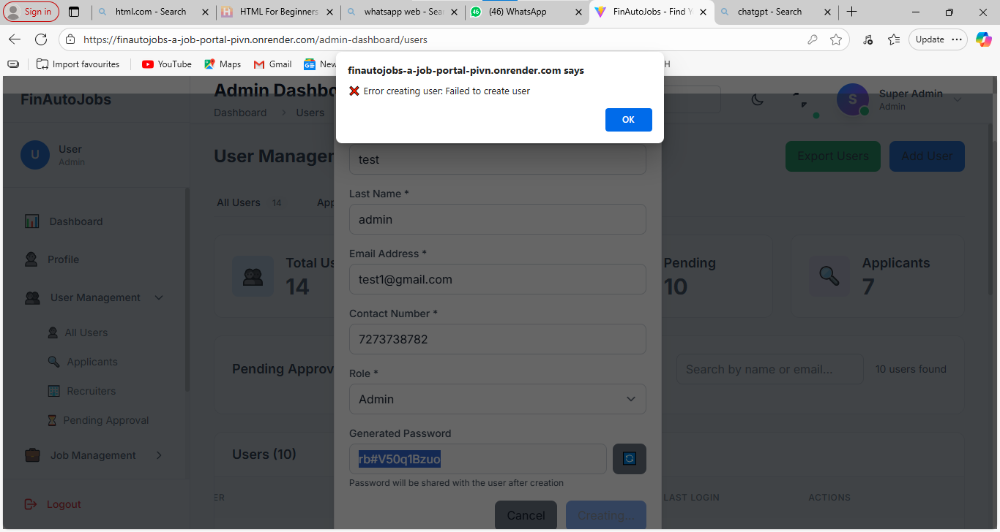 Sign in
html.com - Search
HTML For Beginners
whatsapp web - Sear
(46) WhatsApp
FinAutoJobs - Find Y
chatgpt - Search
https://finautojobs-a-job-portal-pivn.onrender.com/admin-dashboard/users
Update
Import favourites
YouTube
Maps
Gmail
New
H
finautojobs-a-job-portal-pivn.onrender.com says
Error creating user: Failed to create user
OK
FinAutoJobs
Admin Dashbo
Dashboard > Users
S
Super Admin
Admin
U
User
Admin
Dashboard
Profile
User Management
All Users
Applicants
Recruiters
Pending Approval
Job Management
Logout
User Manager
Export Users
Add User
All Users 14
App
Total Us
14
Pending
10
Applicants
7
Pending Approv
Search by name or email...
10 users found
Users (10)
ER
LAST LOGIN
ACTIONS
test
Last Name *
admin
Email Address *
test1@gmail.com
Contact Number *
7273738782
Role *
Admin
Generated Password
rb#V50q1Bzuo
Password will be shared with the user after creation
Cancel
Creating...